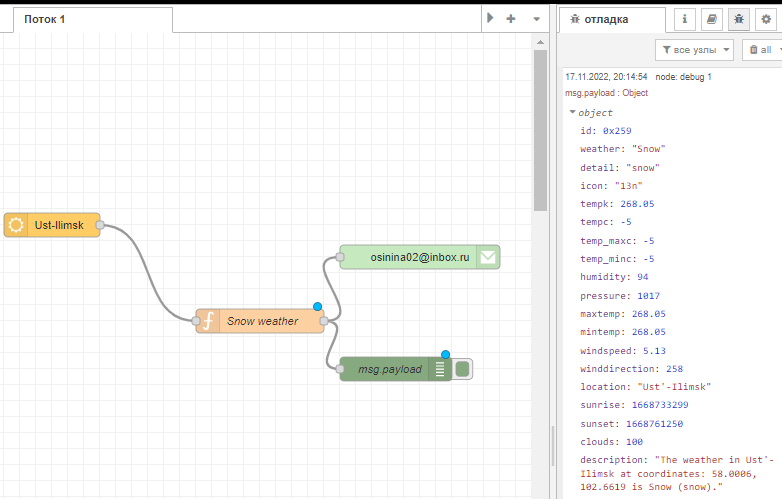 Поток 1
отладка
все узлы
all
17.11.2022, 20:14:54 node: debug 1
msg.payload : Object
object
id: 0x259
weather: "Snow"
detail: "snow"
icon: "13n"
tempk: 268.05
tempc: -5
temp_maxc: -5
temp_minc: -5
humidity: 94
pressure: 1017
maxtemp: 268.05
mintemp: 268.05
windspeed: 5.13
winddirection: 258
location: "Ust'-Ilimsk"
sunrise: 1668733299
sunset: 1668761250
clouds: 100
description: "The weather in Ust'-
Ilimsk at coordinates: 58.0006,
102.6619 is Snow (snow)."
Ust-Ilimsk
osinina02@inbox.ru
Snow weather
msg.payload